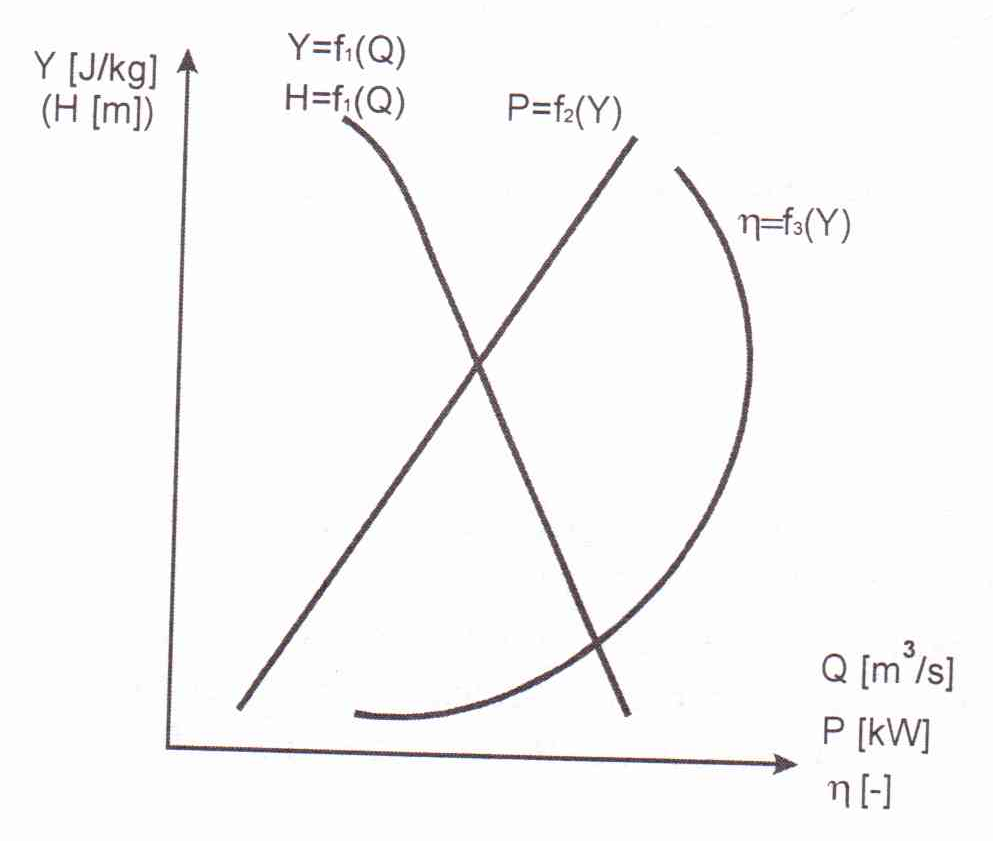 Y [J/kg]
(H [m])
Y=f₁(Q)
H=f₁(Q)
P=f₂(Y)
η=f₃(Y)
Q [m³/s]
P [kW]
η [-]